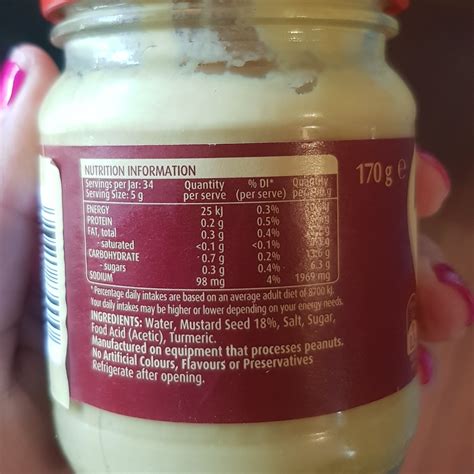 NUTRITION INFORMATION
Servings per Jar: 34 Quantity % DI* Quantity
Serving Size: 5 g per serve (per serve)
ENERGY 25 kJ 0.3%
PROTEIN 0.2 g 0.5%
FAT, total 0.3 g 0.4%
- saturated <0.1 g <0.1%
CARBOHYDRATE 0.7 g 0.2% 13.6 g
- sugars 0.3 g 0.4% 6.3 g
SODIUM 98 mg 4% 1969 mg
*Percentage daily intakes are based on an average adult diet of 8700 kJ.
Your daily intakes may be higher or lower depending on your energy needs.
INGREDIENTS: Water, Mustard Seed 18%, Salt, Sugar,
Food Acid (Acetic), Turmeric.
Manufactured on equipment that processes peanuts.
No Artificial Colours, Flavours or Preservatives
Refrigerate after opening.
170 g e